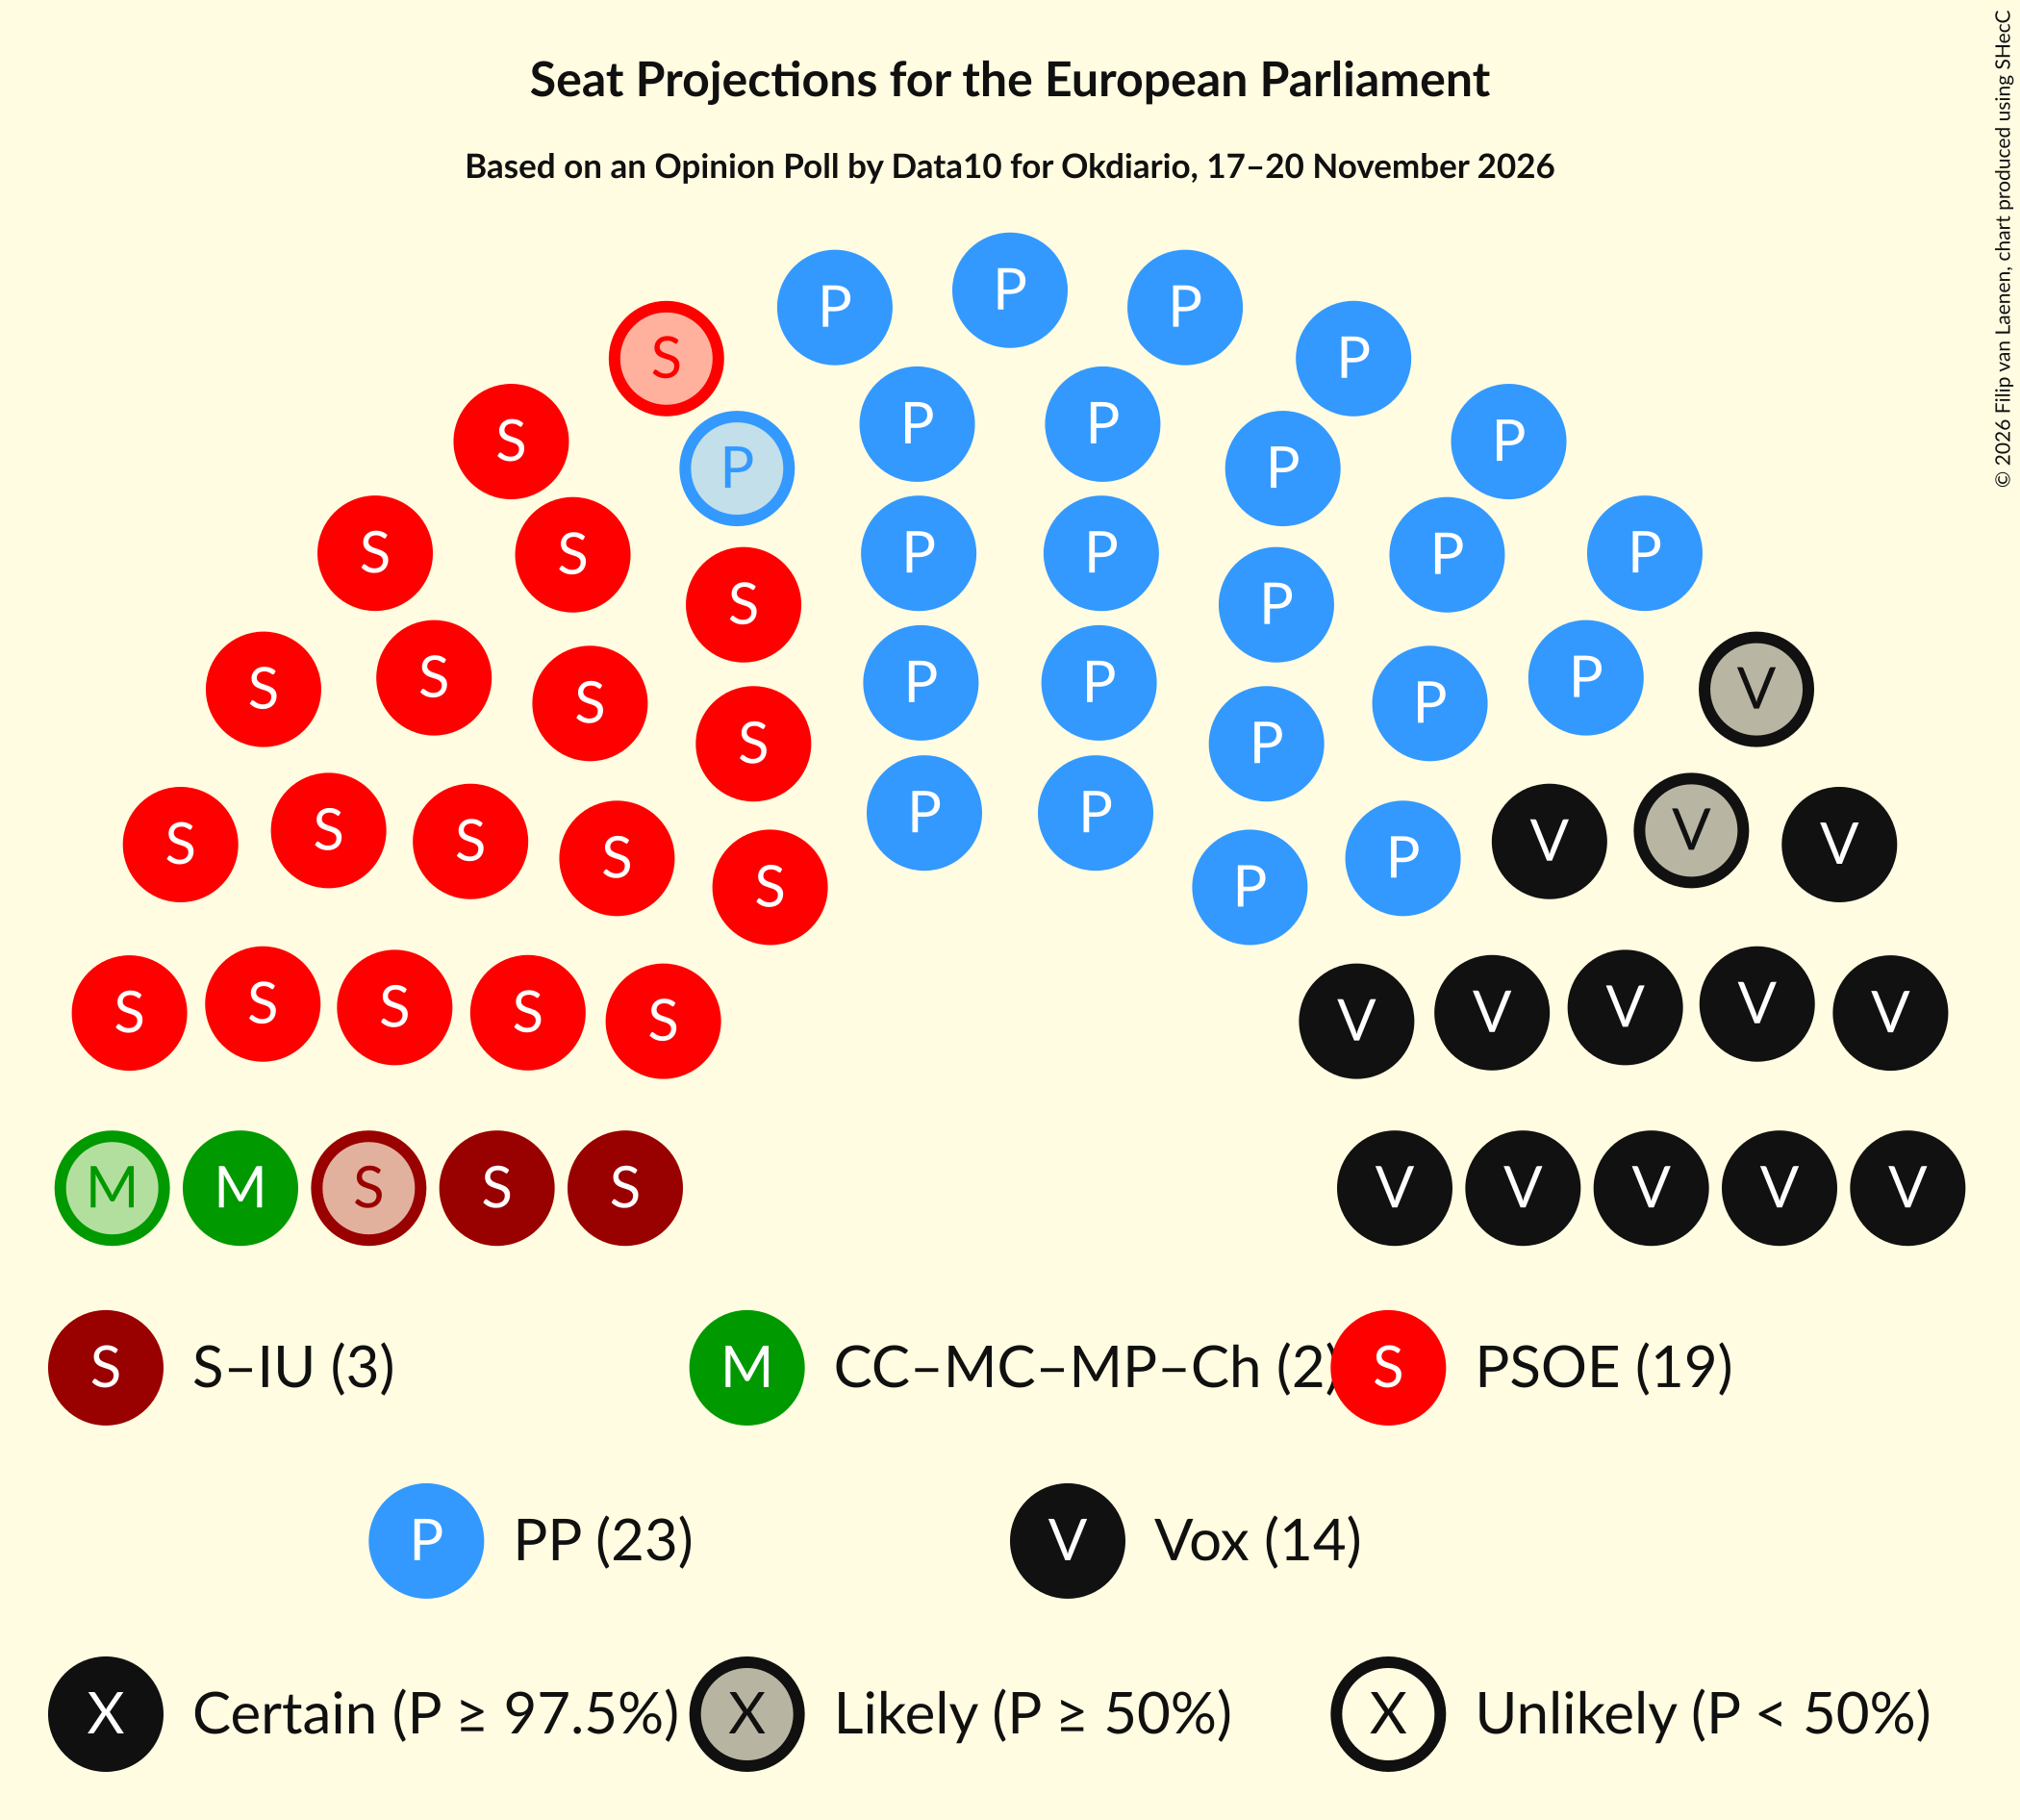 Seat Projections for the European Parliament
Based on an Opinion Poll by Data10 for Okdiario, 17–20 November 2026
© 2026 Filip van Laenen, chart produced using SHecC
P
P P
S P
S P P P
P P
S P P P
S S P P
S P
S P
S S P V
S P P
S P
S S S S P V V V
S P
S S S S S V V V V V
M M S S S V V V V V
S S–IU (3) M CC–MC–MP–Ch (2) S PSOE (19)
P PP (23) V Vox (14)
X Certain (P ≥ 97.5%) X Likely (P ≥ 50%) X Unlikely (P < 50%)